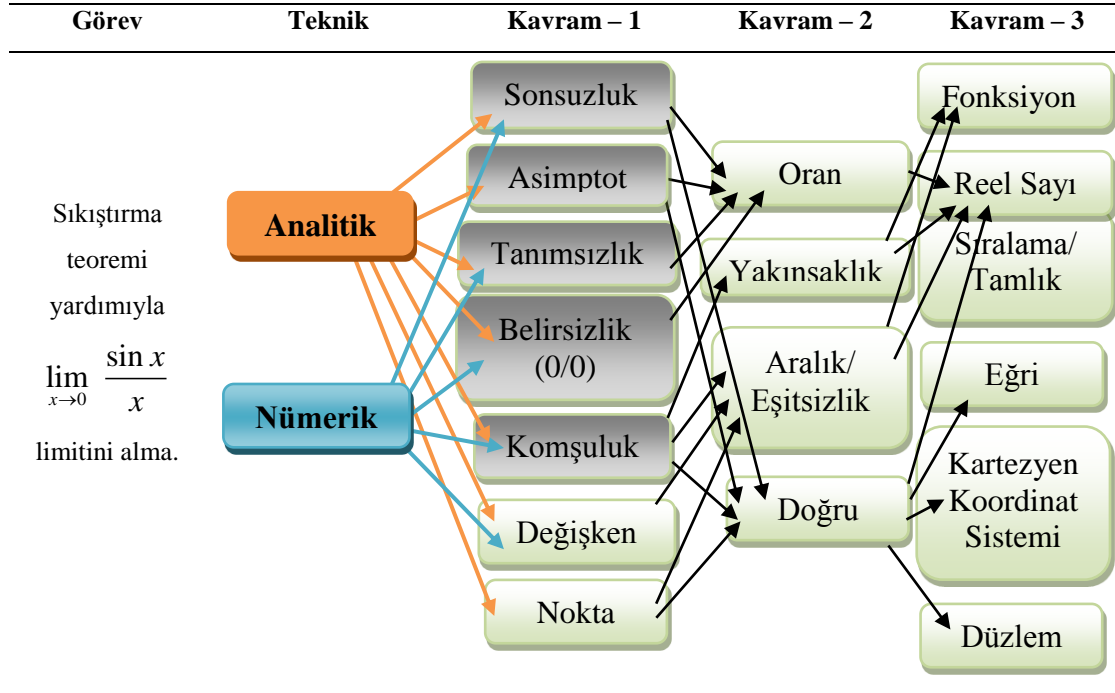 Görev Teknik Kavram – 1 Kavram – 2 Kavram – 3
Sıkıştırma
teoremi
yardımıyla
lim x→0 sin x / x
limitini alma.
Analitik
Nümerik
Sonsuzluk
Asimptot
Tanımsızlık
Belirsizlik
(0/0)
Komşuluk
Değişken
Nokta
Oran
Yakınsaklık
Aralık/
Eşitsizlik
Doğru
Fonksiyon
Reel Sayı
Sıralama/
Tamlık
Eğri
Kartezyen
Koordinat
Sistemi
Düzlem